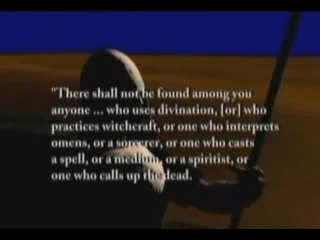 "There shall not be found among you
anyone ... who uses divination, [or] who
practices witchcraft, or one who interprets
omens, or a sorcerer, or one who casts
a spell, or a medium, or a spiritist, or
one who calls up the dead.